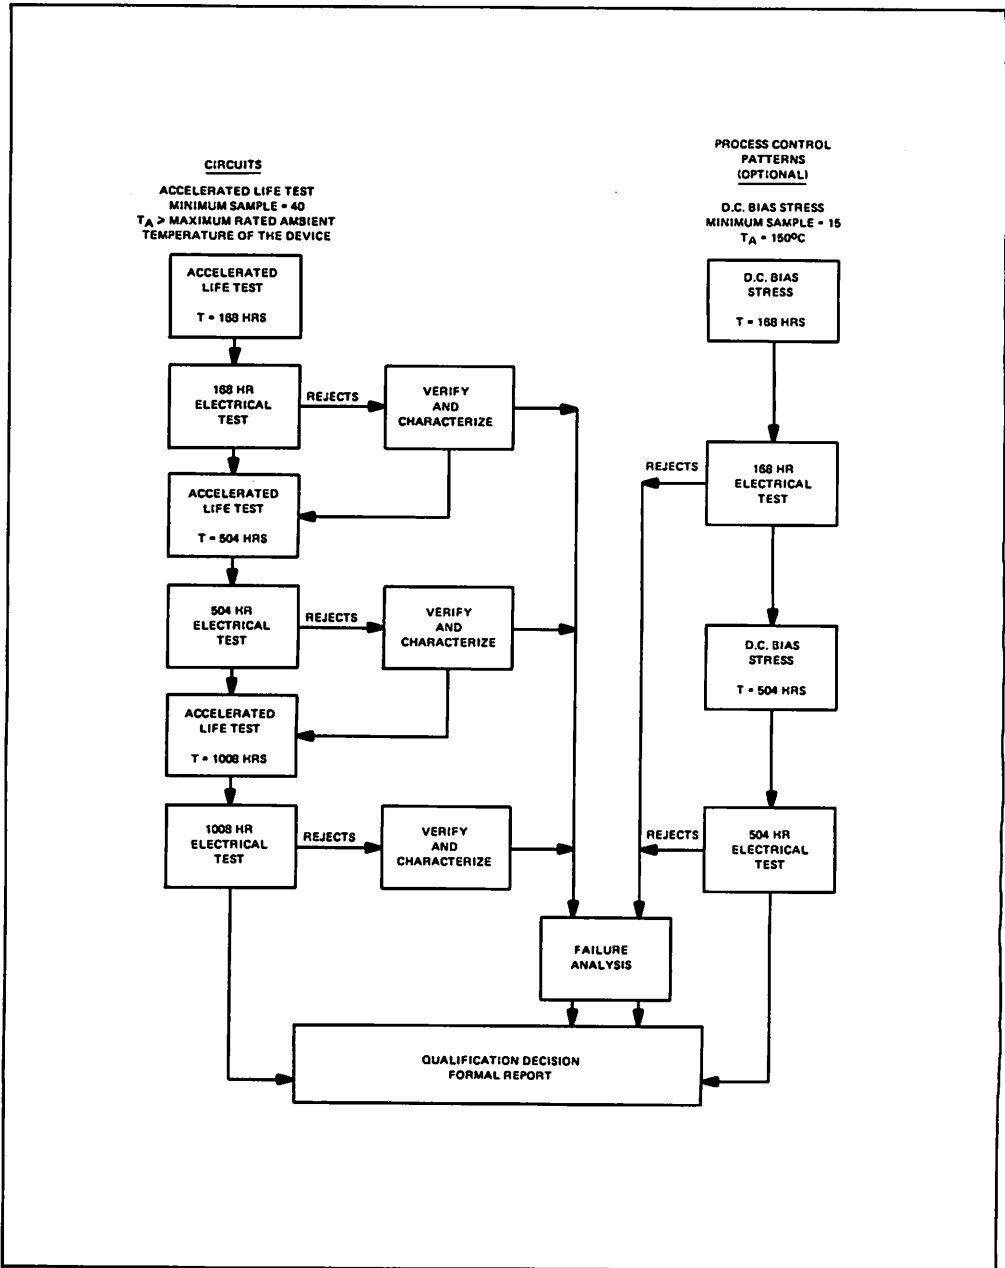 CIRCUITS
ACCELERATED LIFE TEST
MINIMUM SAMPLE = 40
TA > MAXIMUM RATED AMBIENT
TEMPERATURE OF THE DEVICE
ACCELERATED
LIFE TEST
T = 168 HRS
168 HR
ELECTRICAL
TEST
REJECTS
VERIFY
AND
CHARACTERIZE
ACCELERATED
LIFE TEST
T = 504 HRS
504 HR
ELECTRICAL
TEST
REJECTS
VERIFY
AND
CHARACTERIZE
ACCELERATED
LIFE TEST
T = 1008 HRS
1008 HR
ELECTRICAL
TEST
REJECTS
VERIFY
AND
CHARACTERIZE
PROCESS CONTROL
PATTERNS
(OPTIONAL)
D.C. BIAS STRESS
MINIMUM SAMPLE = 15
TA = 150°C
D.C. BIAS
STRESS
T = 168 HRS
REJECTS
168 HR
ELECTRICAL
TEST
D.C. BIAS
STRESS
T = 504 HRS
REJECTS
504 HR
ELECTRICAL
TEST
FAILURE
ANALYSIS
QUALIFICATION DECISION
FORMAL REPORT